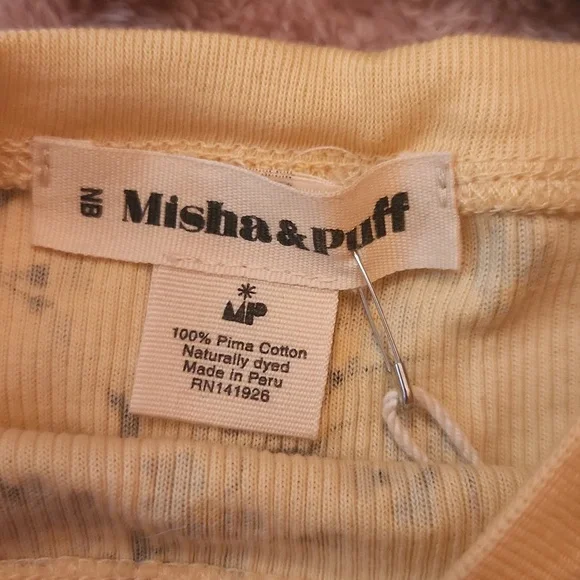 NB
Misha & puff
MP
100% Pima Cotton
Naturally dyed
Made in Peru
RN141926